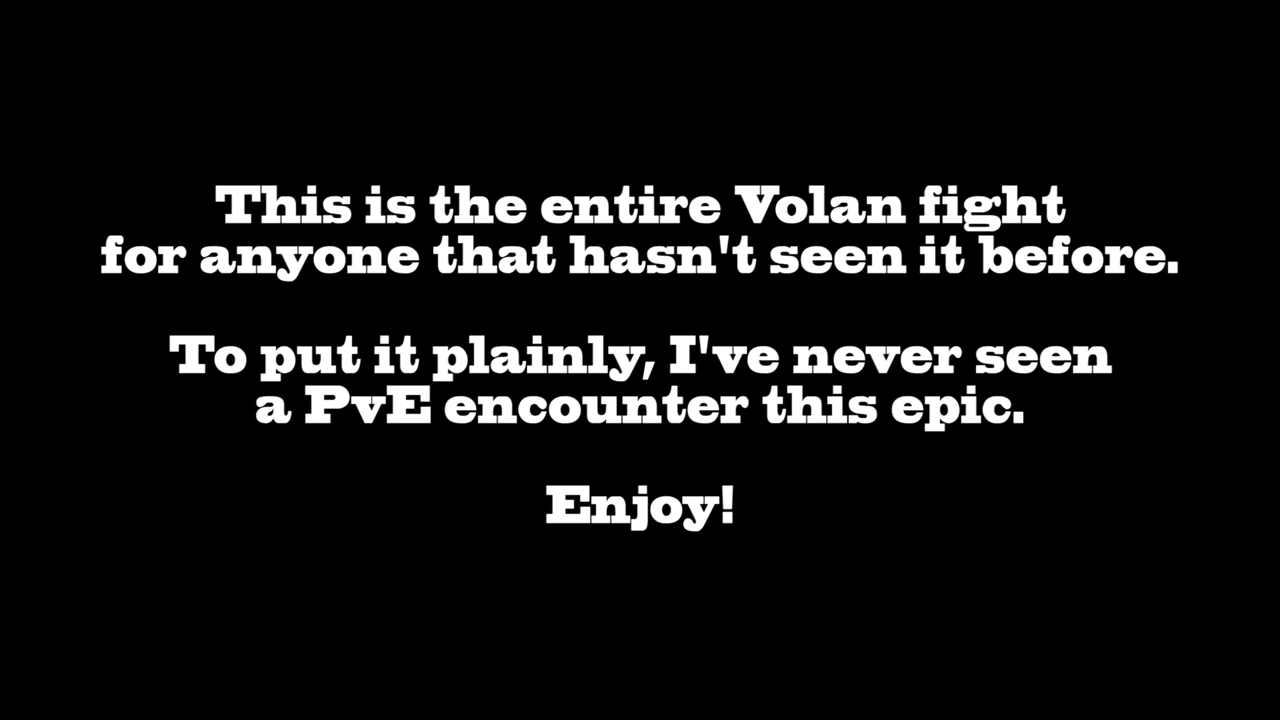 This is the entire Volan fight
for anyone that hasn't seen it before.
To put it plainly, I've never seen
a PvE encounter this epic.
Enjoy!